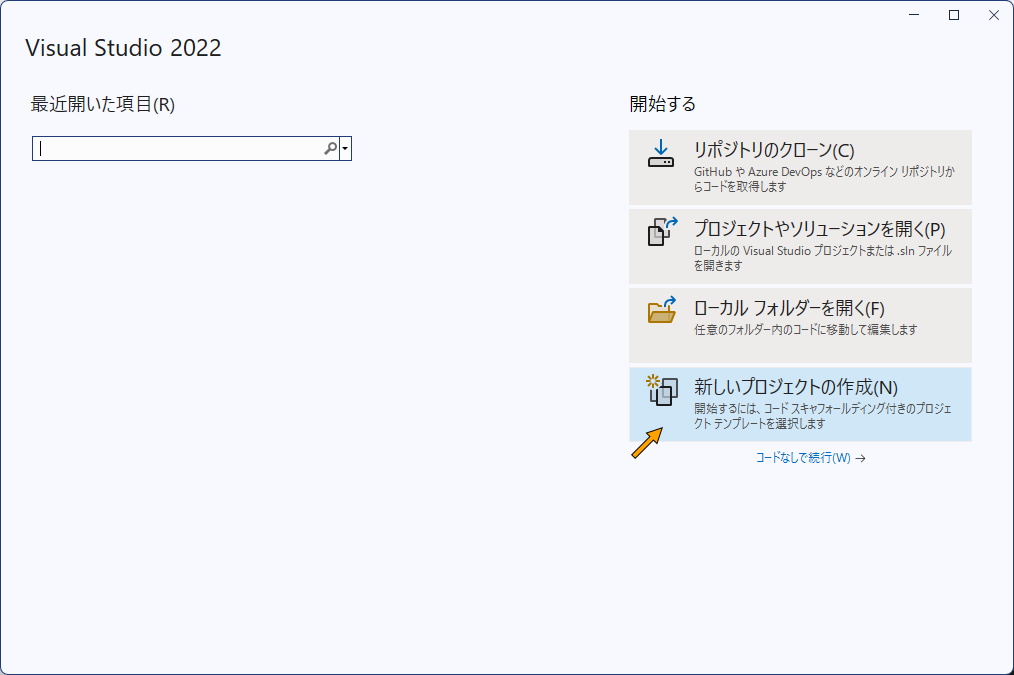 Visual Studio 2022
最近開いた項目(R)
開始する
リポジトリのクローン(C)
GitHub や Azure DevOps などのオンライン リポジトリか
らコードを取得します
プロジェクトやソリューションを開く(P)
ローカルの Visual Studio プロジェクトまたは .sln ファイル
を開きます
ローカル フォルダーを開く(F)
任意のフォルダー内のコードに移動して編集します
新しいプロジェクトの作成(N)
開始するには、コード スキャフォールディング付きのプロジェ
クト テンプレートを選択します
コードなしで続行(W) →